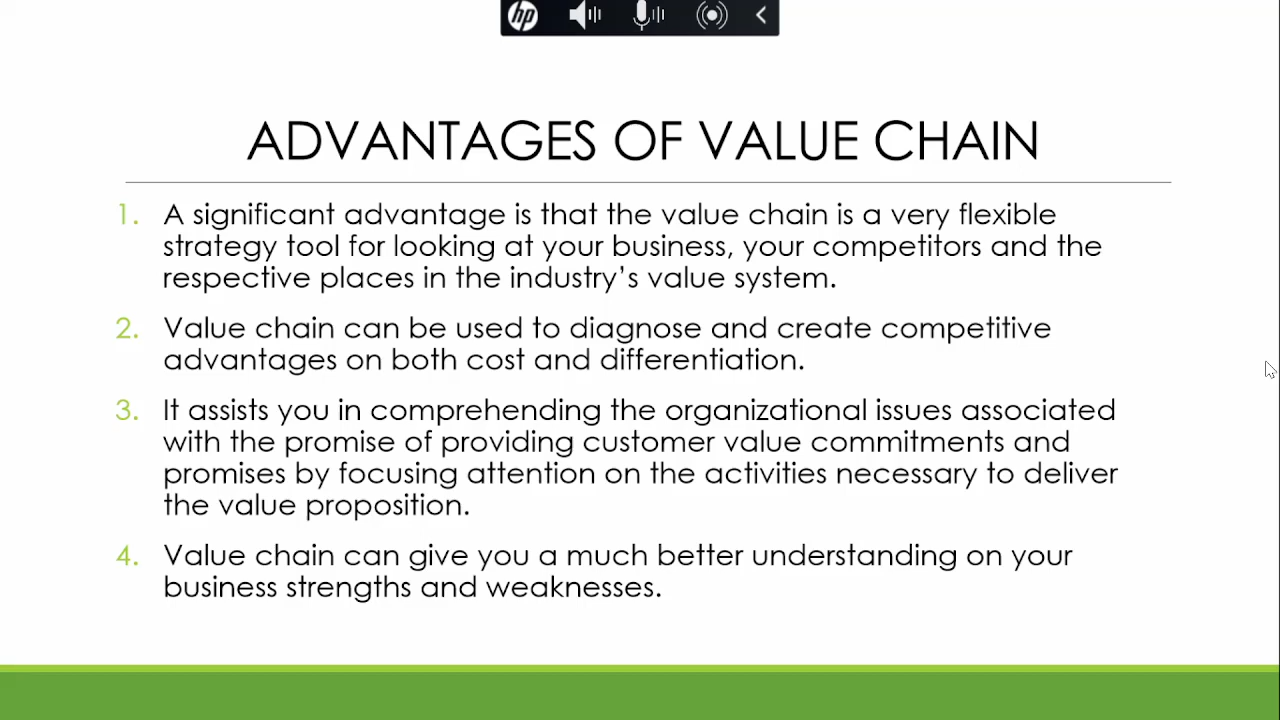 hp
ADVANTAGES OF VALUE CHAIN
1. A significant advantage is that the value chain is a very flexible
strategy tool for looking at your business, your competitors and the
respective places in the industry’s value system.
2. Value chain can be used to diagnose and create competitive
advantages on both cost and differentiation.
3. It assists you in comprehending the organizational issues associated
with the promise of providing customer value commitments and
promises by focusing attention on the activities necessary to deliver
the value proposition.
4. Value chain can give you a much better understanding on your
business strengths and weaknesses.